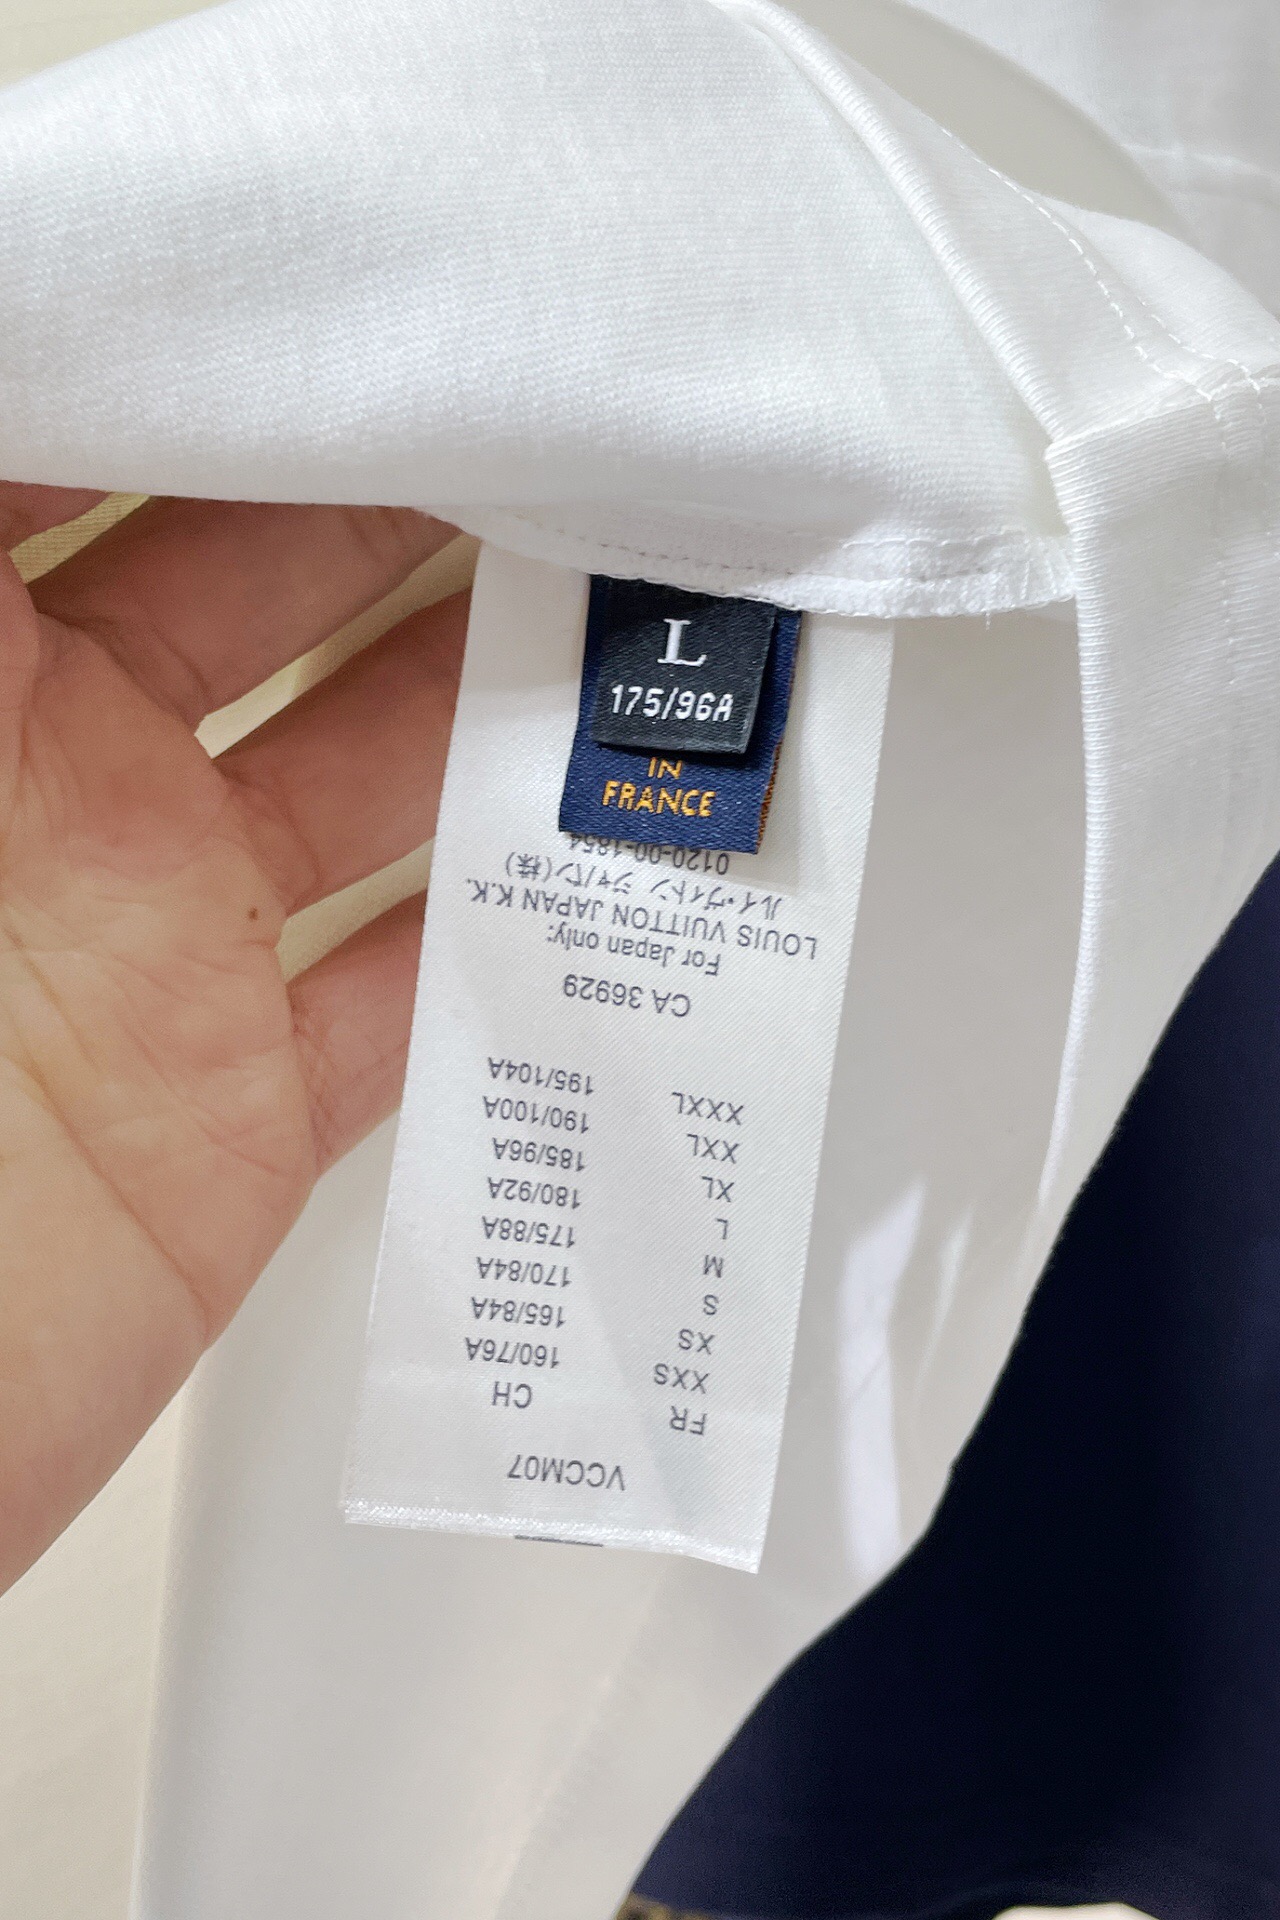 L
175/96A
IN
FRANCE
VCCM07
FR CH
XXS 160/76A
XS 165/84A
S 170/84A
M 175/88A
L 180/92A
XL 185/96A
XXL 190/100A
XXXL 195/104A
CA 36929
For Japan only:
LOUIS VUITTON JAPAN K.K.
ルイ・ヴィトン ジャパン(株)
0120-00-1854